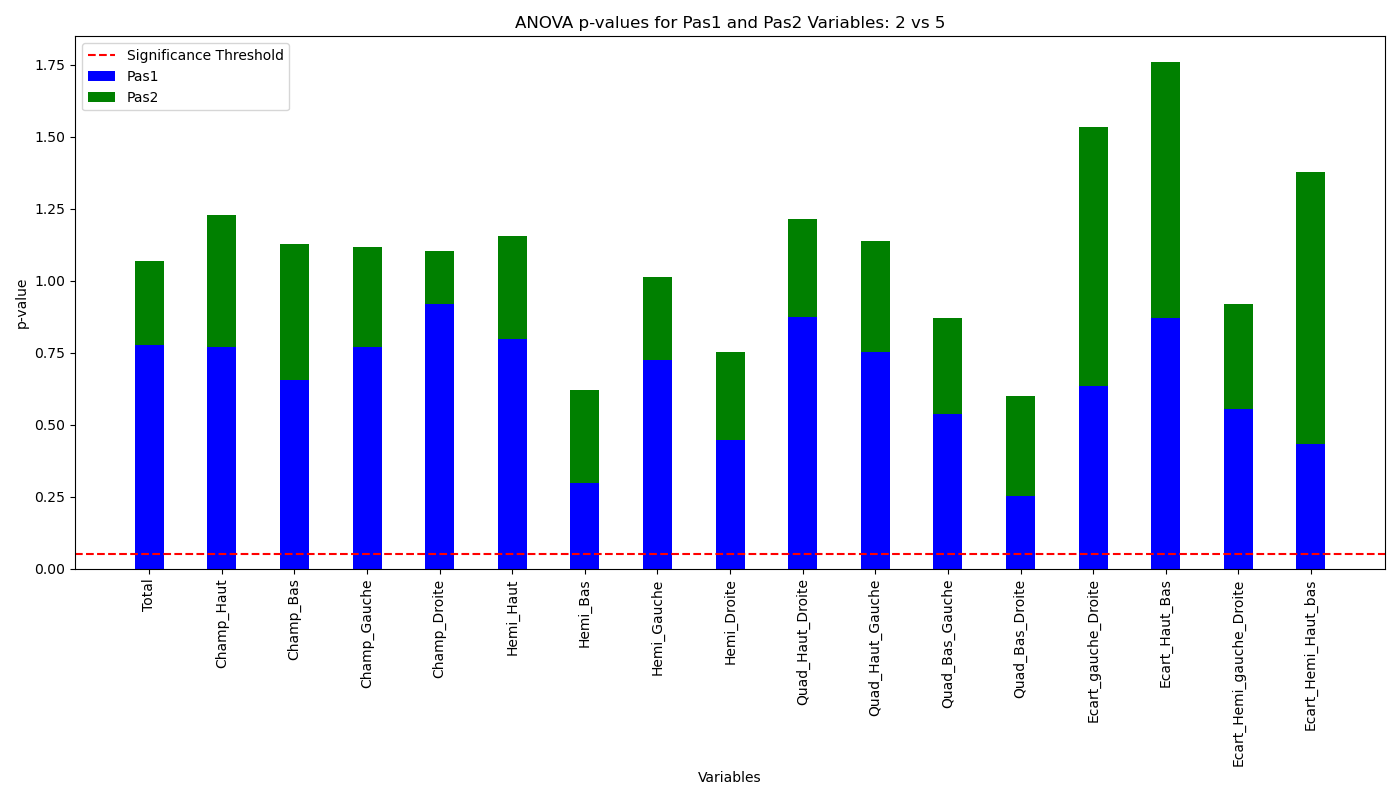 ANOVA p-values for Pas1 and Pas2 Variables: 2 vs 5
Significance Threshold
Pas1
Pas2
p-value
1.75
1.50
1.25
1.00
0.75
0.50
0.25
0.00
Total
Champ_Haut
Champ_Bas
Champ_Gauche
Champ_Droite
Hemi_Haut
Hemi_Bas
Hemi_Gauche
Hemi_Droite
Quad_Haut_Droite
Quad_Haut_Gauche
Quad_Bas_Gauche
Quad_Bas_Droite
Ecart_gauche_Droite
Ecart_Haut_Bas
Ecart_Hemi_gauche_Droite
Ecart_Hemi_Haut_bas
Variables